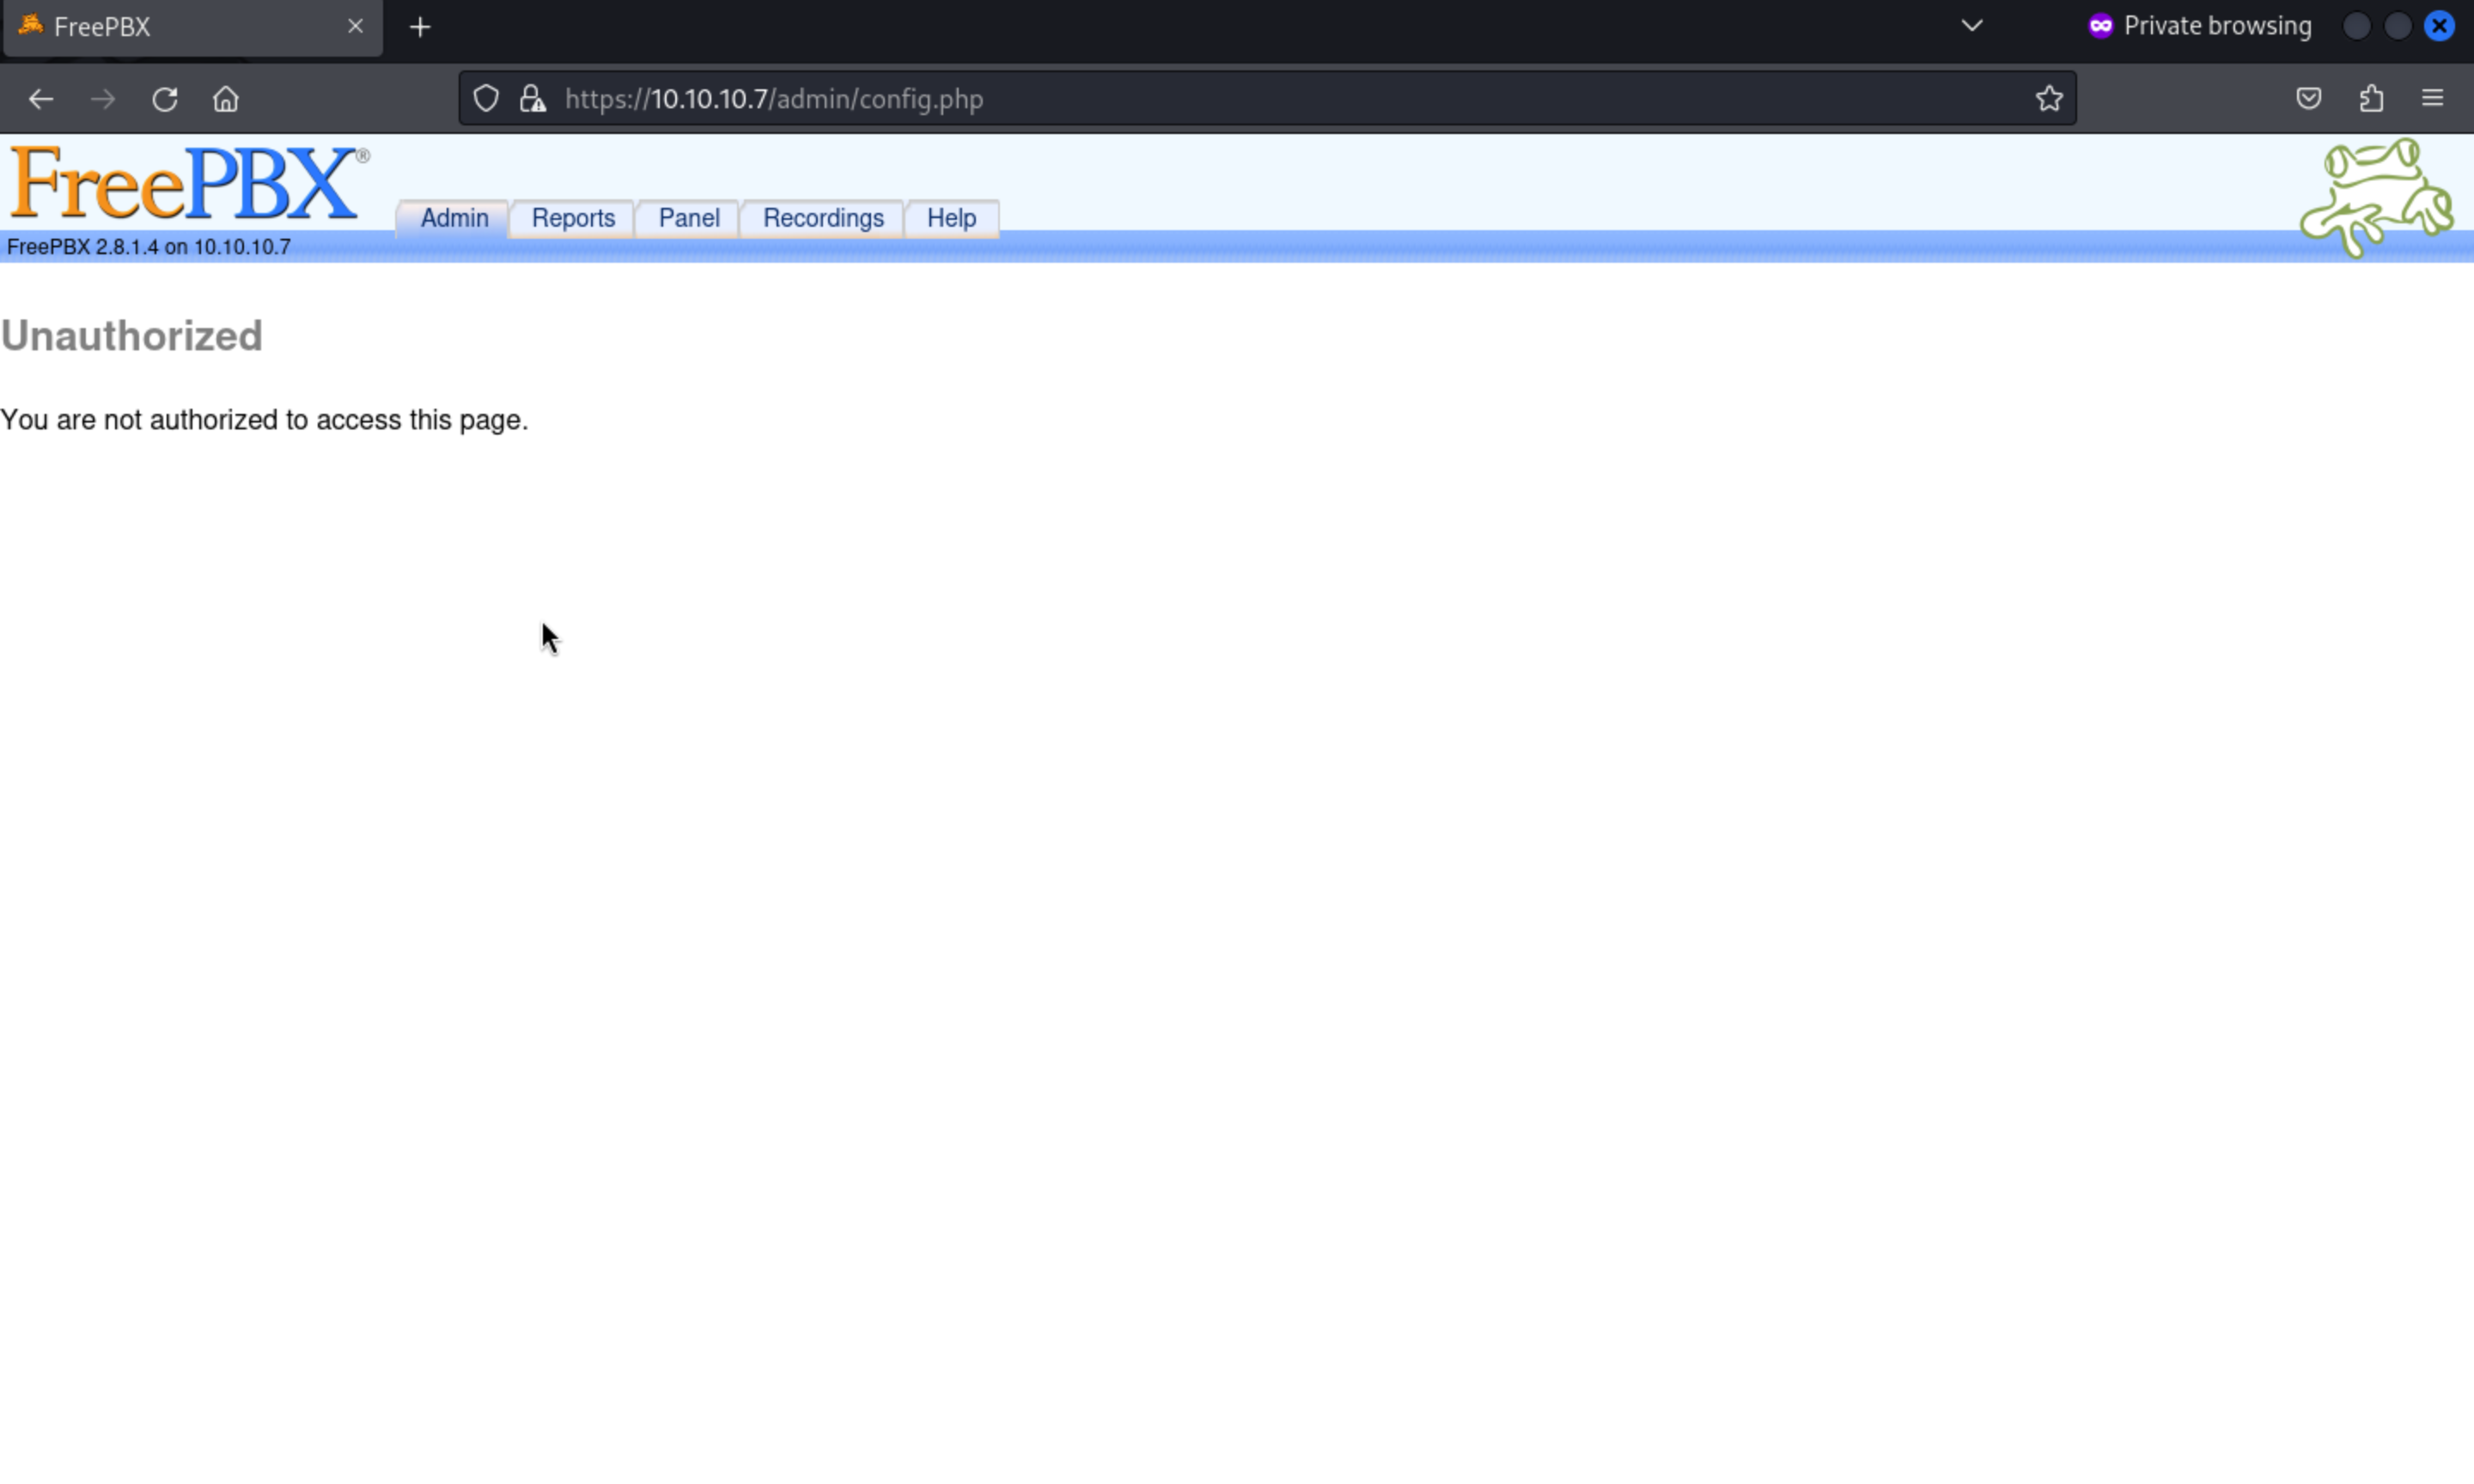 FreePBX
Private browsing
https://10.10.10.7/admin/config.php
FreePBX®
Admin Reports Panel Recordings Help
FreePBX 2.8.1.4 on 10.10.10.7
Unauthorized
You are not authorized to access this page.